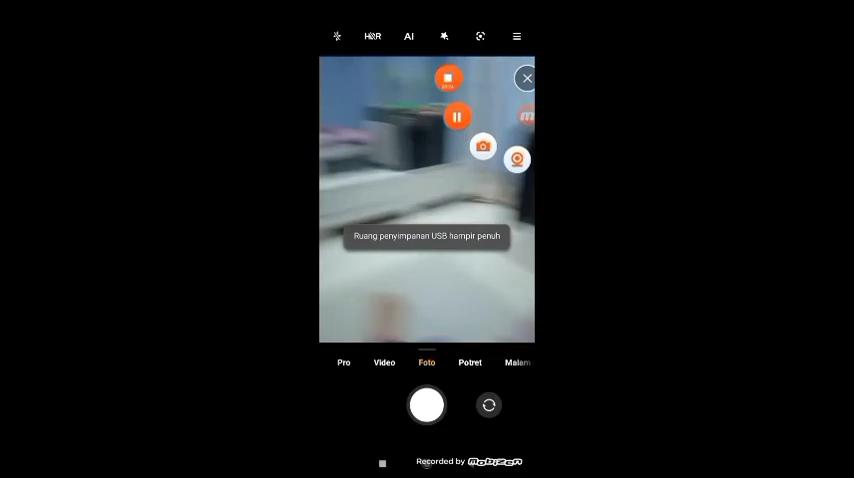 HDR AI
Ruang penyimpanan USB hampir penuh
Pro Video Foto Potret Malam
Recorded by mobizen